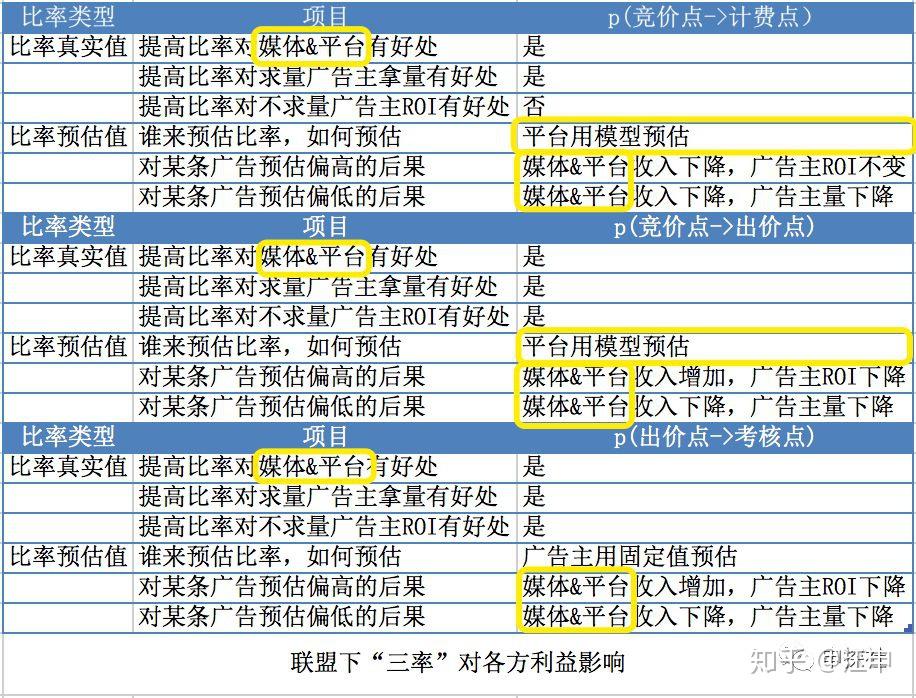 比率类型 项目 p(竞价点->计费点)
比率真实值 提高比率对媒体&平台有好处 是
提高比率对求量广告主拿量有好处 是
提高比率对不求量广告主ROI有好处 否
比率预估值 谁来预估比率，如何预估 平台用模型预估
对某条广告预估偏高的后果 媒体&平台收入下降，广告主ROI不变
对某条广告预估偏低的后果 媒体&平台收入下降，广告主量下降
比率类型 项目 p(竞价点->出价点)
比率真实值 提高比率对媒体&平台有好处 是
提高比率对求量广告主拿量有好处 是
提高比率对不求量广告主ROI有好处 是
比率预估值 谁来预估比率，如何预估 平台用模型预估
对某条广告预估偏高的后果 媒体&平台收入增加，广告主ROI下降
对某条广告预估偏低的后果 媒体&平台收入下降，广告主量下降
比率类型 项目 p(出价点->考核点)
比率真实值 提高比率对媒体&平台有好处 是
提高比率对求量广告主拿量有好处 是
提高比率对不求量广告主ROI有好处 是
比率预估值 谁来预估比率，如何预估 广告主用固定值预估
对某条广告预估偏高的后果 媒体&平台收入增加，广告主ROI下降
对某条广告预估偏低的后果 媒体&平台收入下降，广告主量下降
联盟下“三率”对各方利益影响
知乎